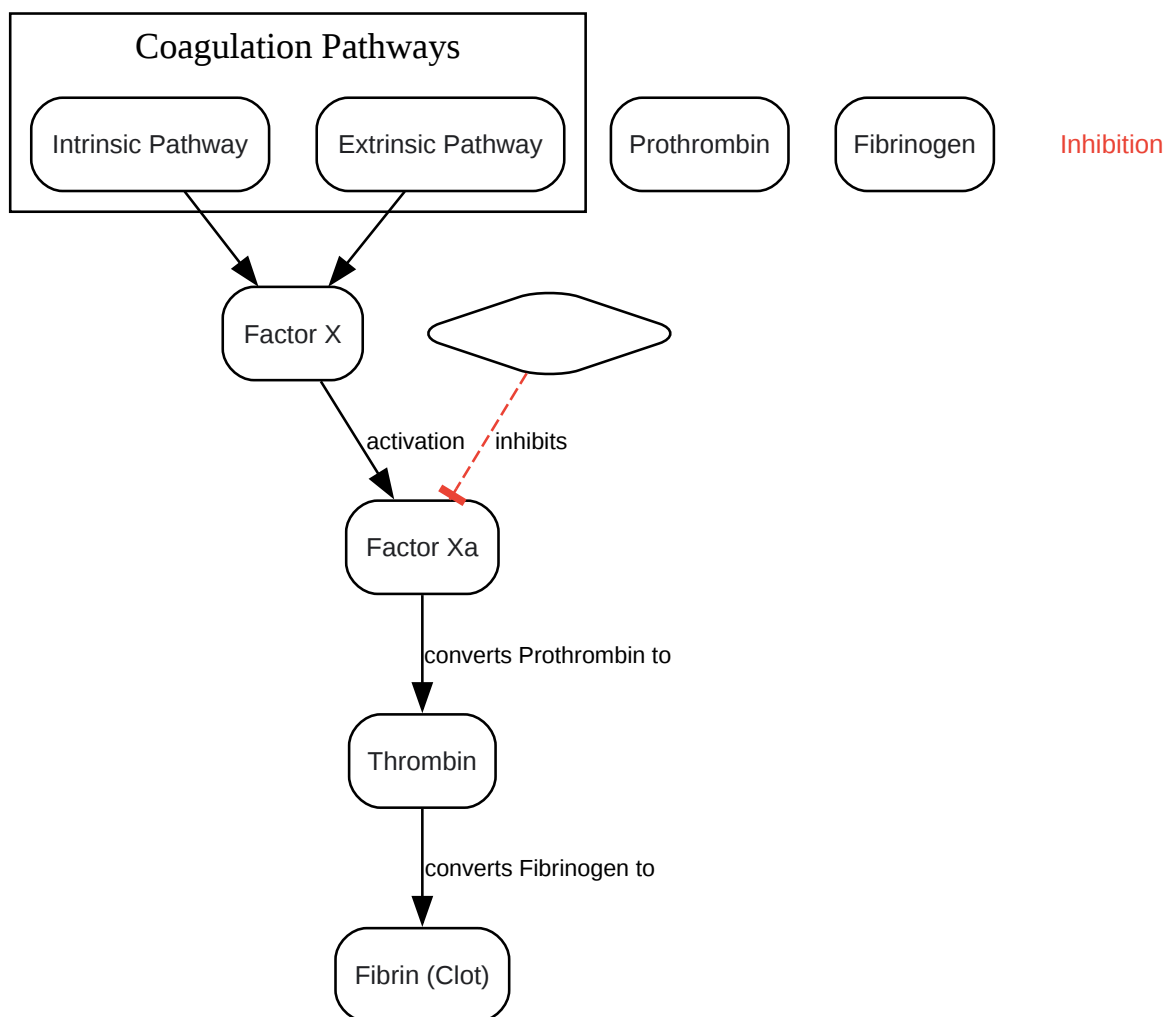 Coagulation Pathways
Intrinsic Pathway
Extrinsic Pathway
Prothrombin
Fibrinogen
Inhibition
Factor X
activation
inhibits
Factor Xa
converts Prothrombin to
Thrombin
converts Fibrinogen to
Fibrin (Clot)